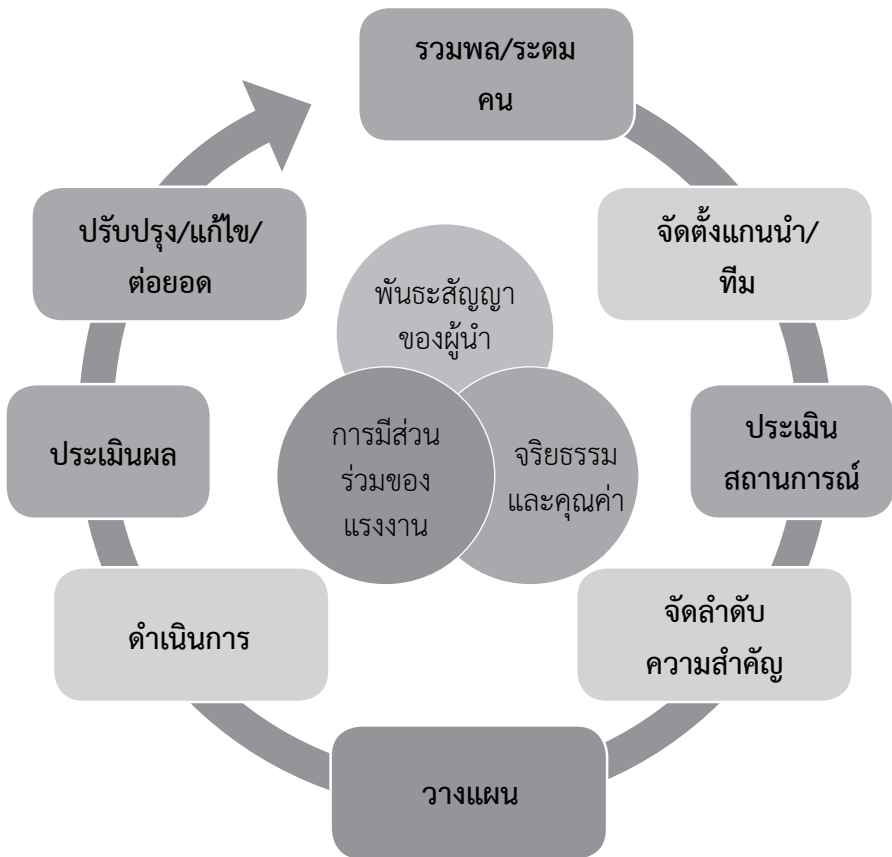 รวมพล/ระดม
คน
จัดตั้งแกนนำ/
ทีม
ประเมิน
สถานการณ์
จัดลำดับ
ความสำคัญ
วางแผน
ดำเนินการ
ประเมินผล
ปรับปรุง/แก้ไข/
ต่อยอด
พันธะสัญญา
ของผู้นำ
จริยธรรม
และคุณค่า
การมีส่วน
ร่วมของ
แรงงาน